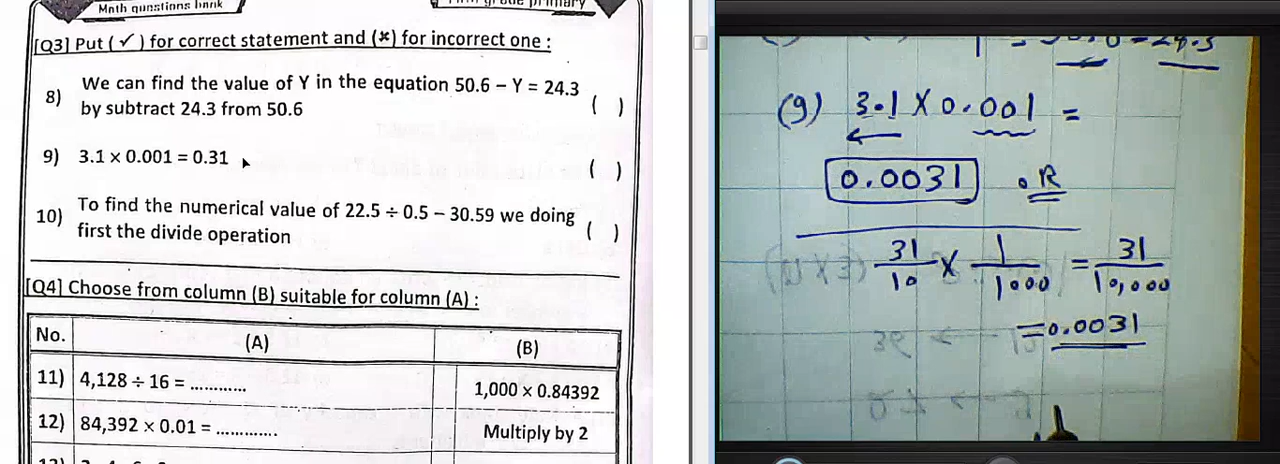 Math questions bank
[Q3] Put ( ✓ ) for correct statement and (×) for incorrect one :
8) We can find the value of Y in the equation 50.6 – Y = 24.3
by subtract 24.3 from 50.6 ( )
9) 3.1 × 0.001 = 0.31 ( )
10) To find the numerical value of 22.5 ÷ 0.5 – 30.59 we doing
first the divide operation ( )
[Q4] Choose from column (B) suitable for column (A) :
No. (A) (B)
11) 4,128 ÷ 16 = ............ 1,000 × 0.84392
12) 84,392 × 0.01 = ............. Multiply by 2
(9) 3.1 × 0.001 =
0.0031 . R
31/10 × 1/1000 = 31/10,000
= 0.0031